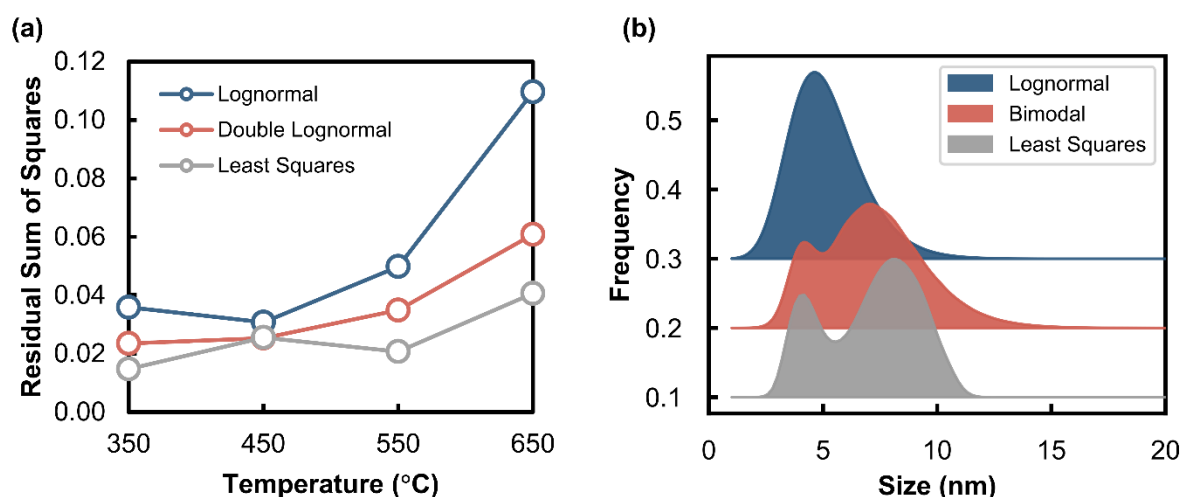 (a)
Residual Sum of Squares
0.12
0.10
0.08
0.06
0.04
0.02
0.00
Lognormal
Double Lognormal
Least Squares
350 450 550 650
Temperature (°C)
(b)
Frequency
0.5
0.4
0.3
0.2
0.1
Lognormal
Bimodal
Least Squares
0 5 10 15 20
Size (nm)